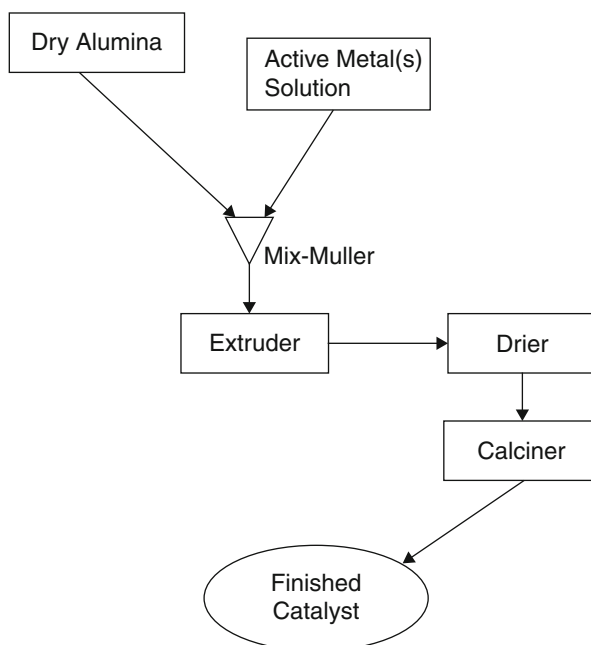 Dry Alumina
Active Metal(s)
Solution
Mix-Muller
Extruder
Drier
Calciner
Finished
Catalyst